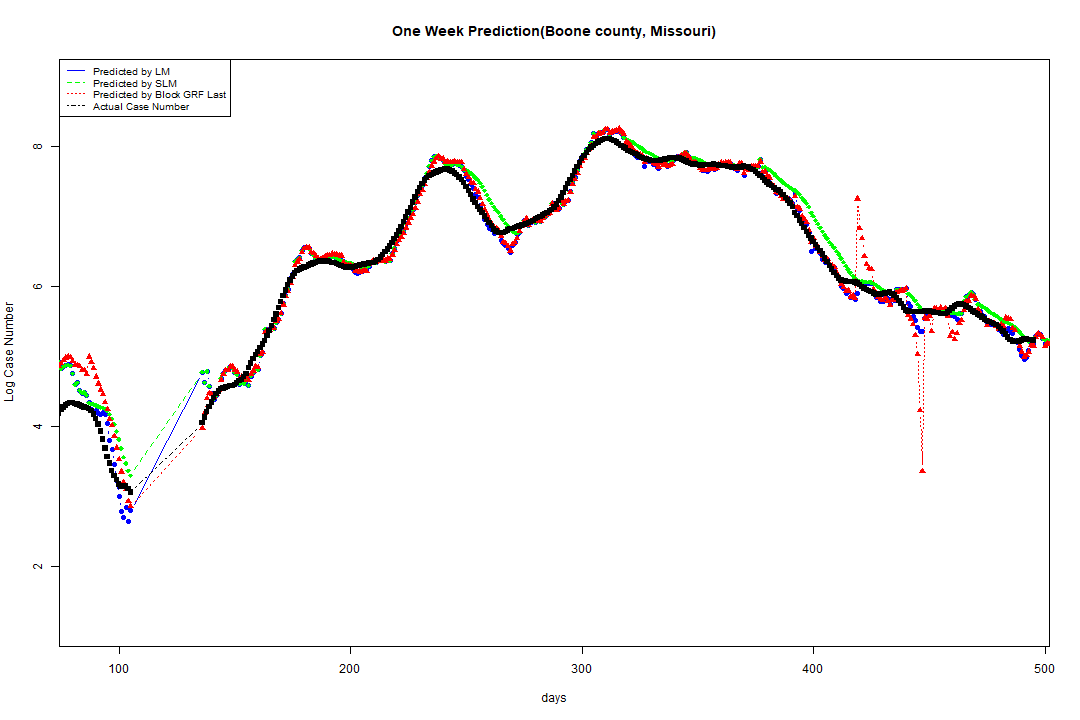 One Week Prediction(Boone county, Missouri)
Predicted by LM
Predicted by SLM
Predicted by Block GRF Last
Actual Case Number
8
6
4
2
Log Case Number
100 200 300 400 500
days